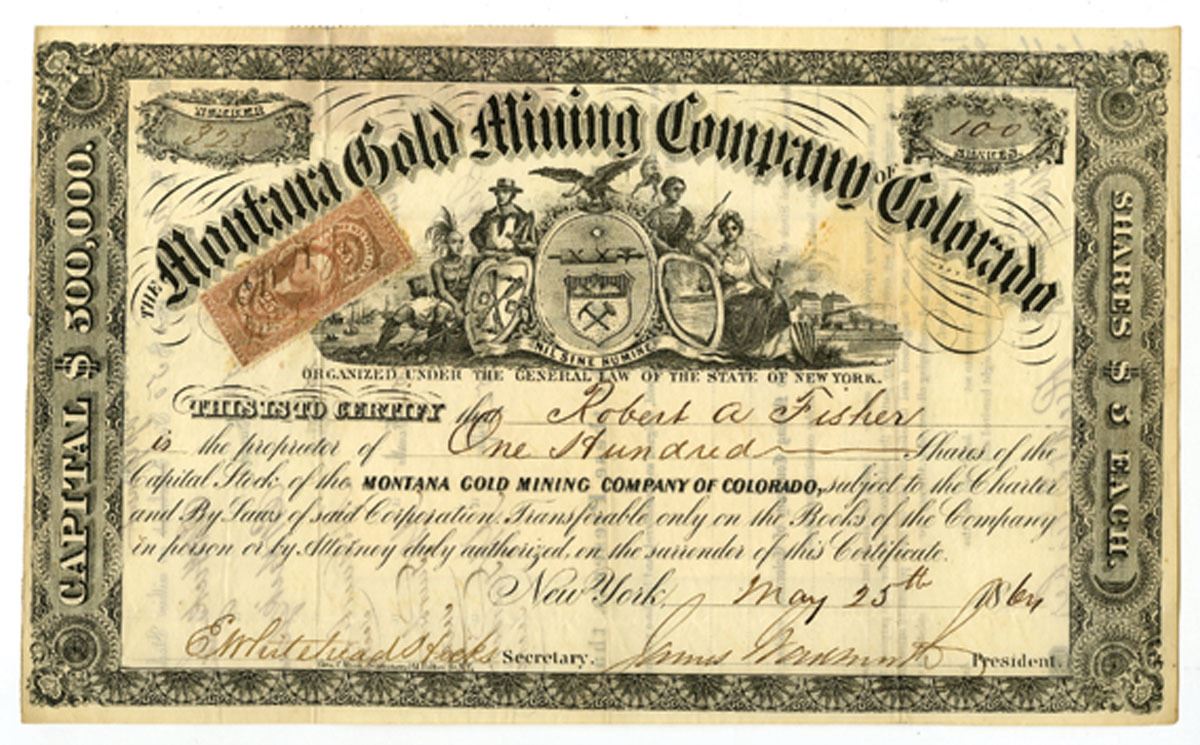 NUMBER
325
100
SHARES
THE Montana Gold Mining Company OF Colorado
CAPITAL $ 500,000.
SHARES $ 5 EACH.
NIL SINE NUMINE
ORGANIZED UNDER THE GENERAL LAW OF THE STATE OF NEW YORK.
THIS IS TO CERTIFY that Robert A Fisher
is the proprietor of One Hundred Shares of the
Capital Stock of the MONTANA GOLD MINING COMPANY OF COLORADO, subject to the Charter
and By Laws of said Corporation. Transferable only on the Books of the Company
in person or by Attorney duly authorized, on the surrender of this Certificate.
New York, May 25th 1864
E Whitehead Hicks Secretary. James President.